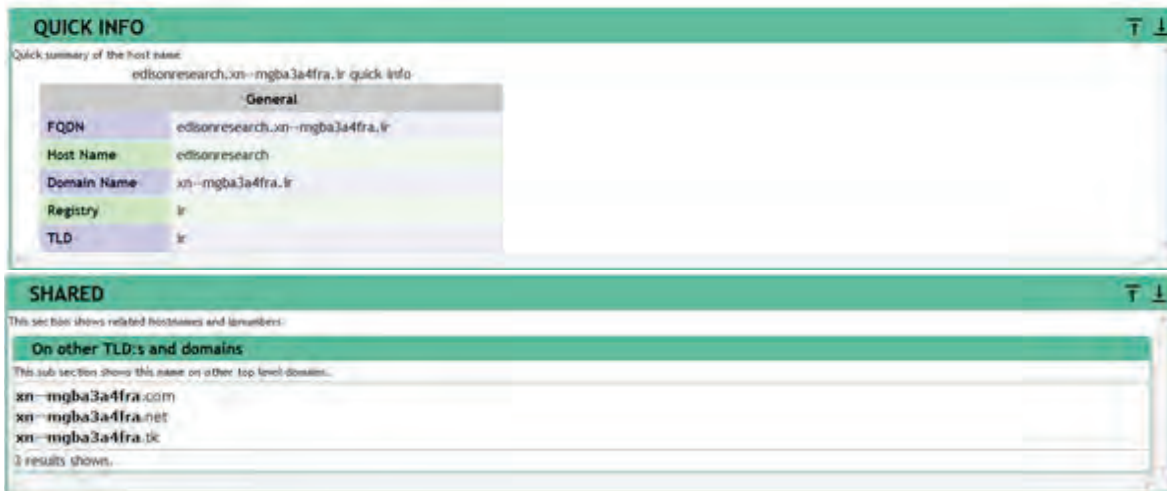 QUICK INFO
Quick summary of the host name
edisonresearch.xn--mgba3a4fra.ir quick info
General
FQDN edisonresearch.xn--mgba3a4fra.ir
Host Name edisonresearch
Domain Name xn--mgba3a4fra.ir
Registry ir
TLD ir
SHARED
This section shows related hostnames and ipnumbers.
On other TLD:s and domains
This sub section shows this name on other top level domains.
xn--mgba3a4fra.com
xn--mgba3a4fra.net
xn--mgba3a4fra.tk
3 results shown.